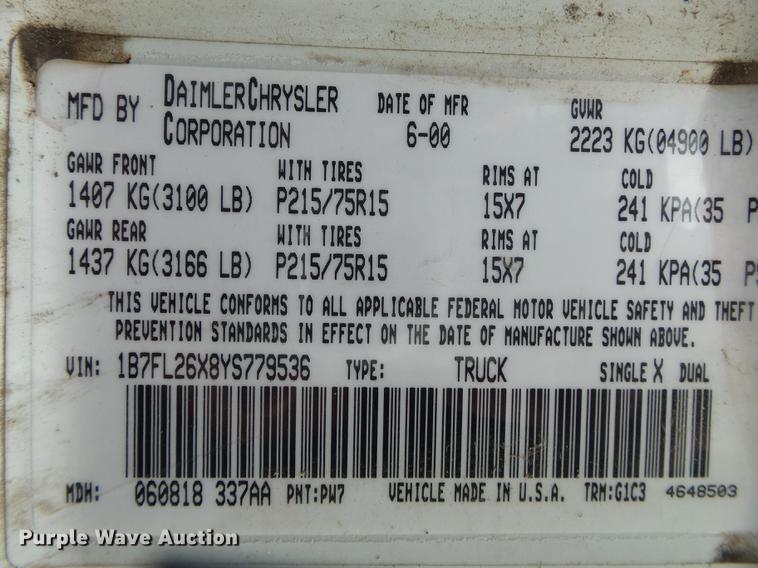 MFD BY DAIMLERCHRYSLER CORPORATION DATE OF MFR 6-00 GVWR 2223 KG(04900 LB)
GAWR FRONT WITH TIRES RIMS AT COLD
1407 KG(3100 LB) P215/75R15 15X7 241 KPA(35 P
GAWR REAR WITH TIRES RIMS AT COLD
1437 KG(3166 LB) P215/75R15 15X7 241 KPA(35 PS
THIS VEHICLE CONFORMS TO ALL APPLICABLE FEDERAL MOTOR VEHICLE SAFETY AND THEFT
PREVENTION STANDARDS IN EFFECT ON THE DATE OF MANUFACTURE SHOWN ABOVE.
VIN: 1B7FL26X8YS779536 TYPE: TRUCK SINGLE X DUAL
MDH: 060818 337AA PNT:PW7 VEHICLE MADE IN U.S.A. TRM:G1C3 4648503
Purple Wave Auction